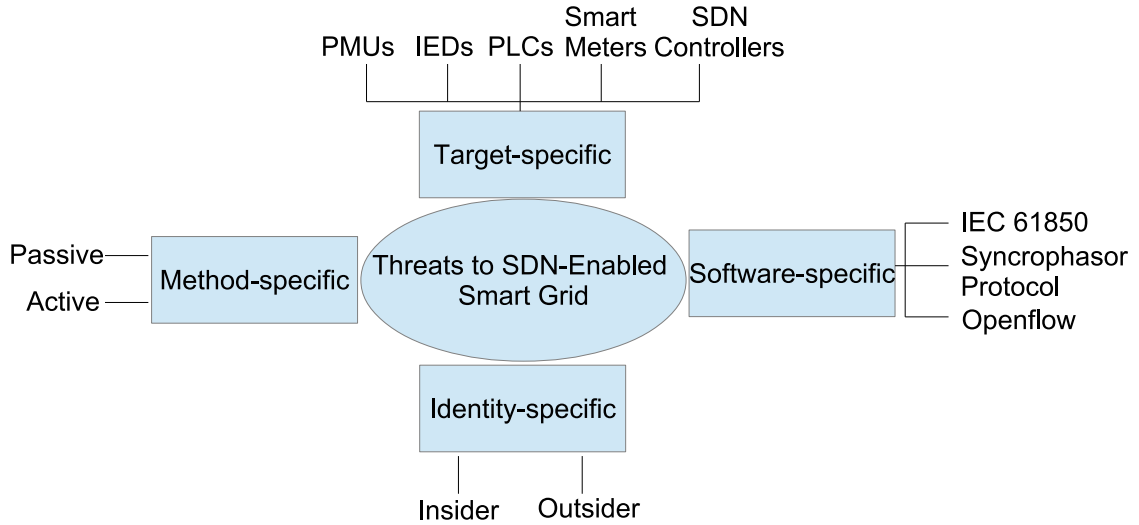 PMUs
IEDs
PLCs
Smart
Meters
SDN
Controllers
Target-specific
Passive
Active
Method-specific
Threats to SDN-Enabled
Smart Grid
Software-specific
IEC 61850
Syncrophasor
Protocol
Openflow
Identity-specific
Insider
Outsider